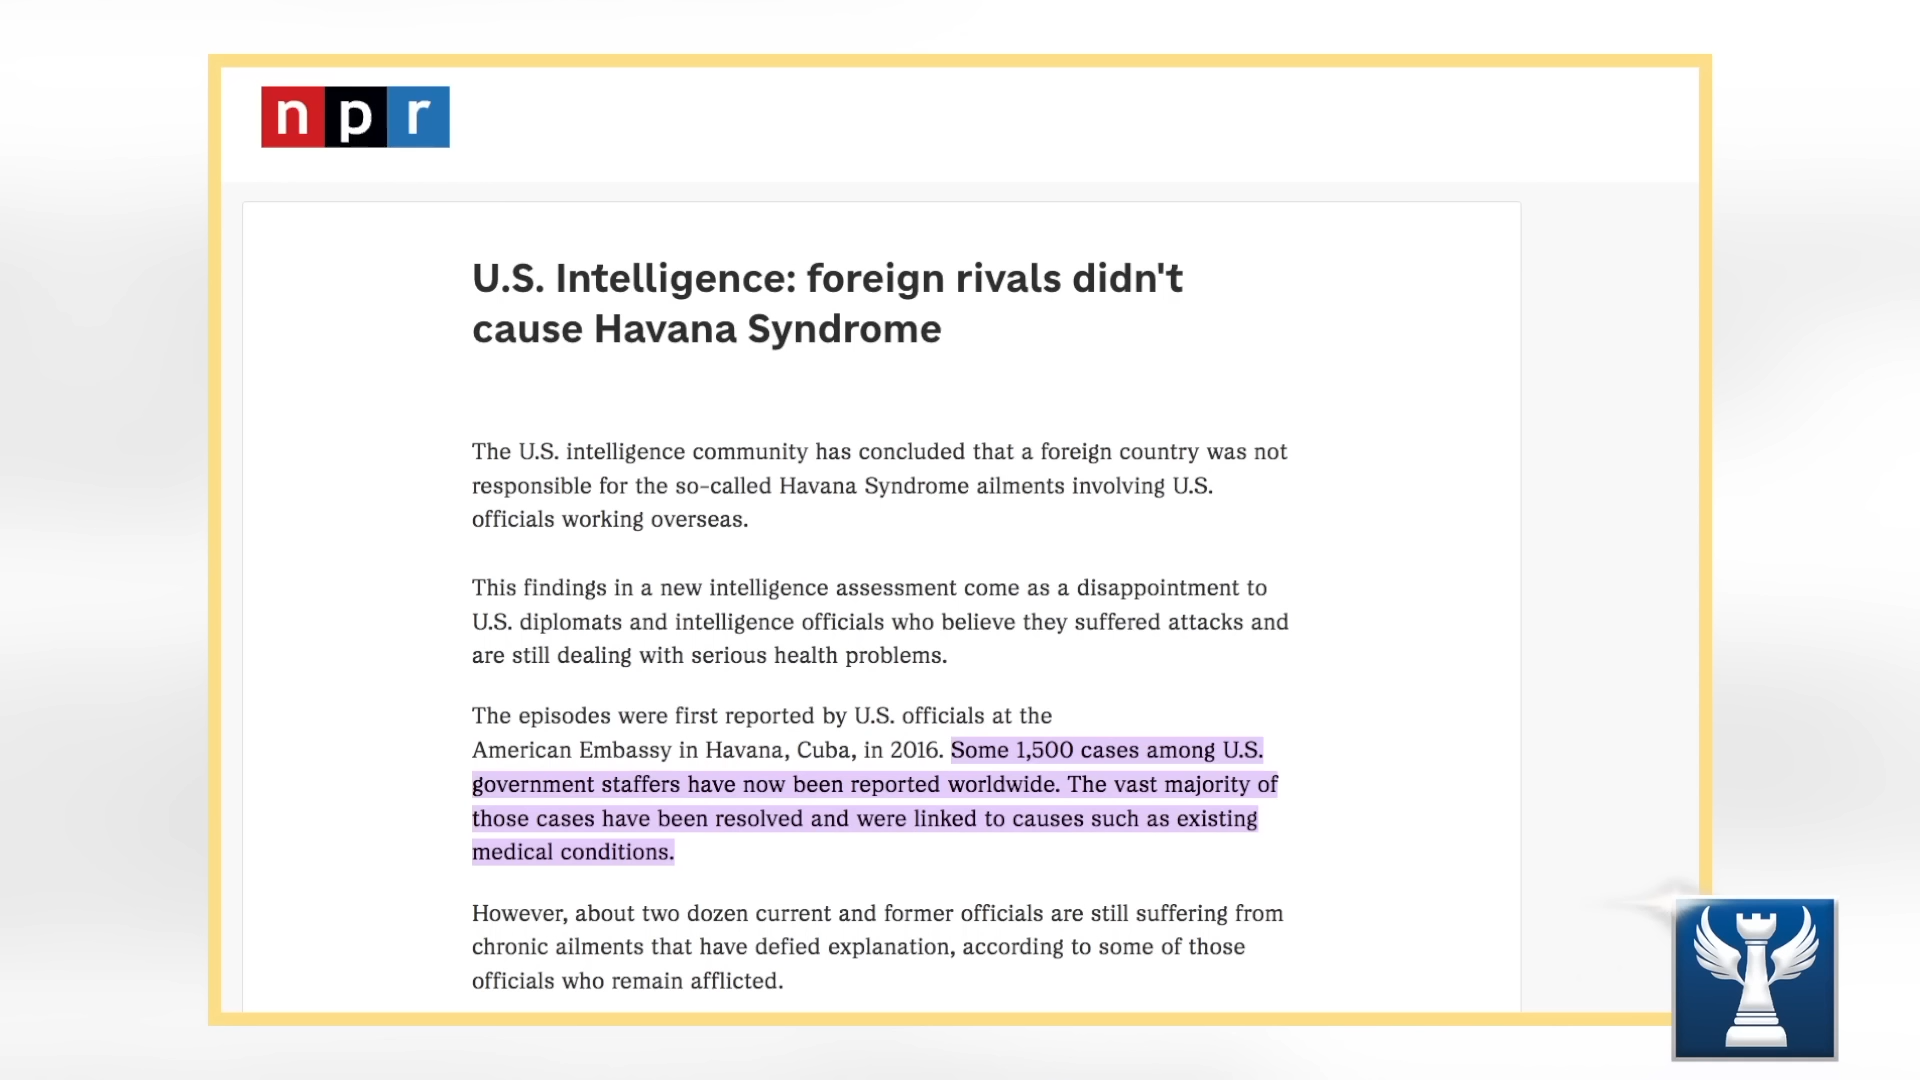 npr
U.S. Intelligence: foreign rivals didn't
cause Havana Syndrome
The U.S. intelligence community has concluded that a foreign country was not
responsible for the so-called Havana Syndrome ailments involving U.S.
officials working overseas.
This findings in a new intelligence assessment come as a disappointment to
U.S. diplomats and intelligence officials who believe they suffered attacks and
are still dealing with serious health problems.
The episodes were first reported by U.S. officials at the
American Embassy in Havana, Cuba, in 2016. Some 1,500 cases among U.S.
government staffers have now been reported worldwide. The vast majority of
those cases have been resolved and were linked to causes such as existing
medical conditions.
However, about two dozen current and former officials are still suffering from
chronic ailments that have defied explanation, according to some of those
officials who remain afflicted.